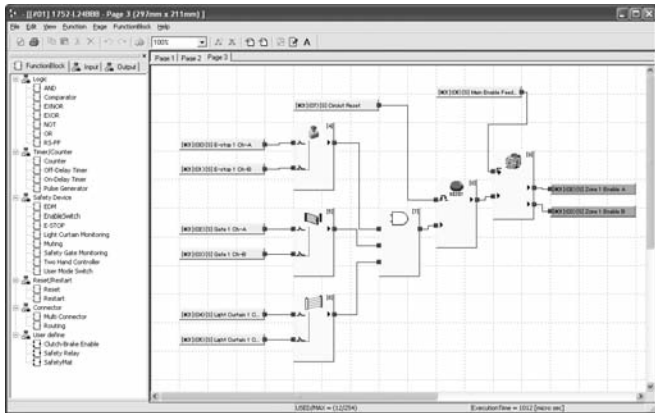 [[#01] 1752-L24BBB - Page 3 (297mm x 211mm) ]
File Edit View Function Page FunctionBlock Help
100%
FunctionBlock Input Output
Page 1 Page 2 Page 3
Logic
AND
Comparator
EXNOR
EXOR
NOT
OR
RS-FF
Timer/Counter
Counter
Off-Delay Timer
On-Delay Timer
Pulse Generator
Safety Device
EDM
EnableSwitch
E-STOP
Light Curtain Monitoring
Muting
Safety Gate Monitoring
Two Hand Controller
User Mode Switch
Reset/Restart
Reset
Restart
Connector
Multi-Connector
Routing
User define
Clutch-Brake Enable
Safety Relay
SafetyMat
Main Enable Feed...
Circuit Reset
E-stop 1 Ch-A
E-stop 1 Ch-B
Gate 1 Ch-A
Gate 1 Ch-B
Light Curtain 1 O...
Light Curtain 1 O...
RESET
Zone 1 Enable A
Zone 1 Enable B
USED/MAX = (12/254)
ExecutionTime = 1012 [micro sec]